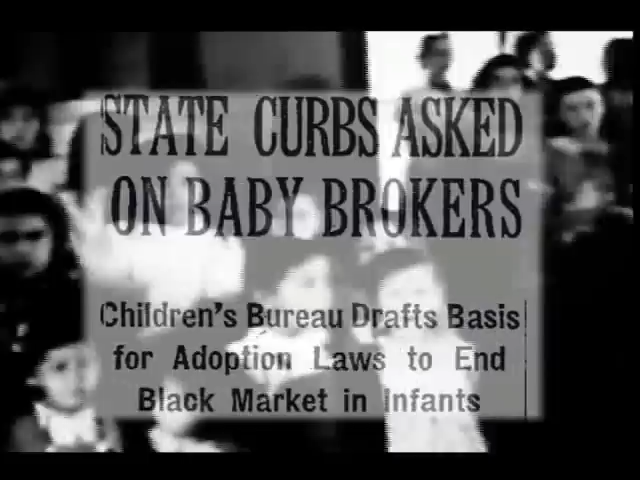 STATE CURBS ASKED
ON BABY BROKERS
Children's Bureau Drafts Basis
for Adoption Laws to End
Black Market in Infants